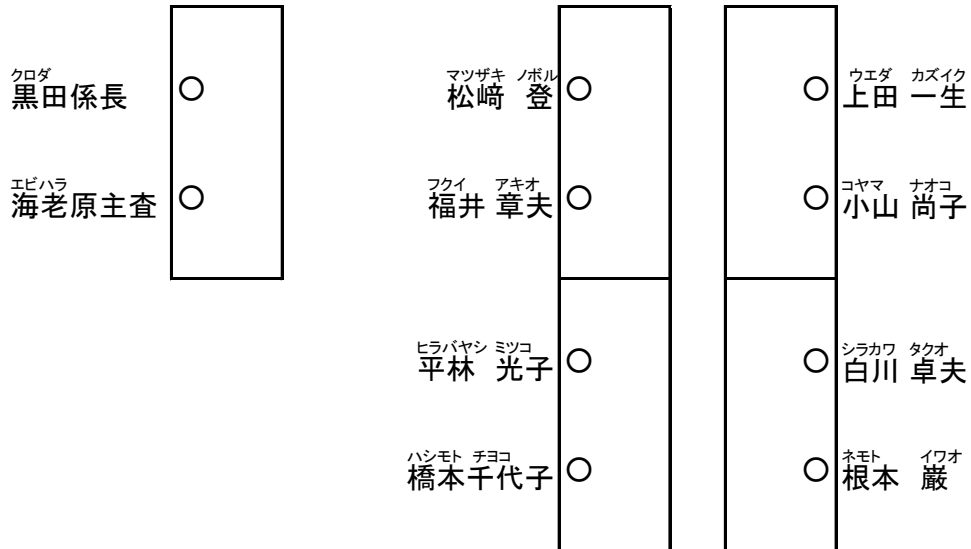 クロダ
黒田係長
エビハラ
海老原主査
マツザキ ノボル
松﨑 登
フクイ アキオ
福井 章夫
ヒラバヤシ ミツコ
平林 光子
ハシモト チヨコ
橋本千代子
ウエダ カズイク
上田 一生
コヤマ ナオコ
小山 尚子
シラカワ タクオ
白川 卓夫
ネモト イワオ
根本 巌